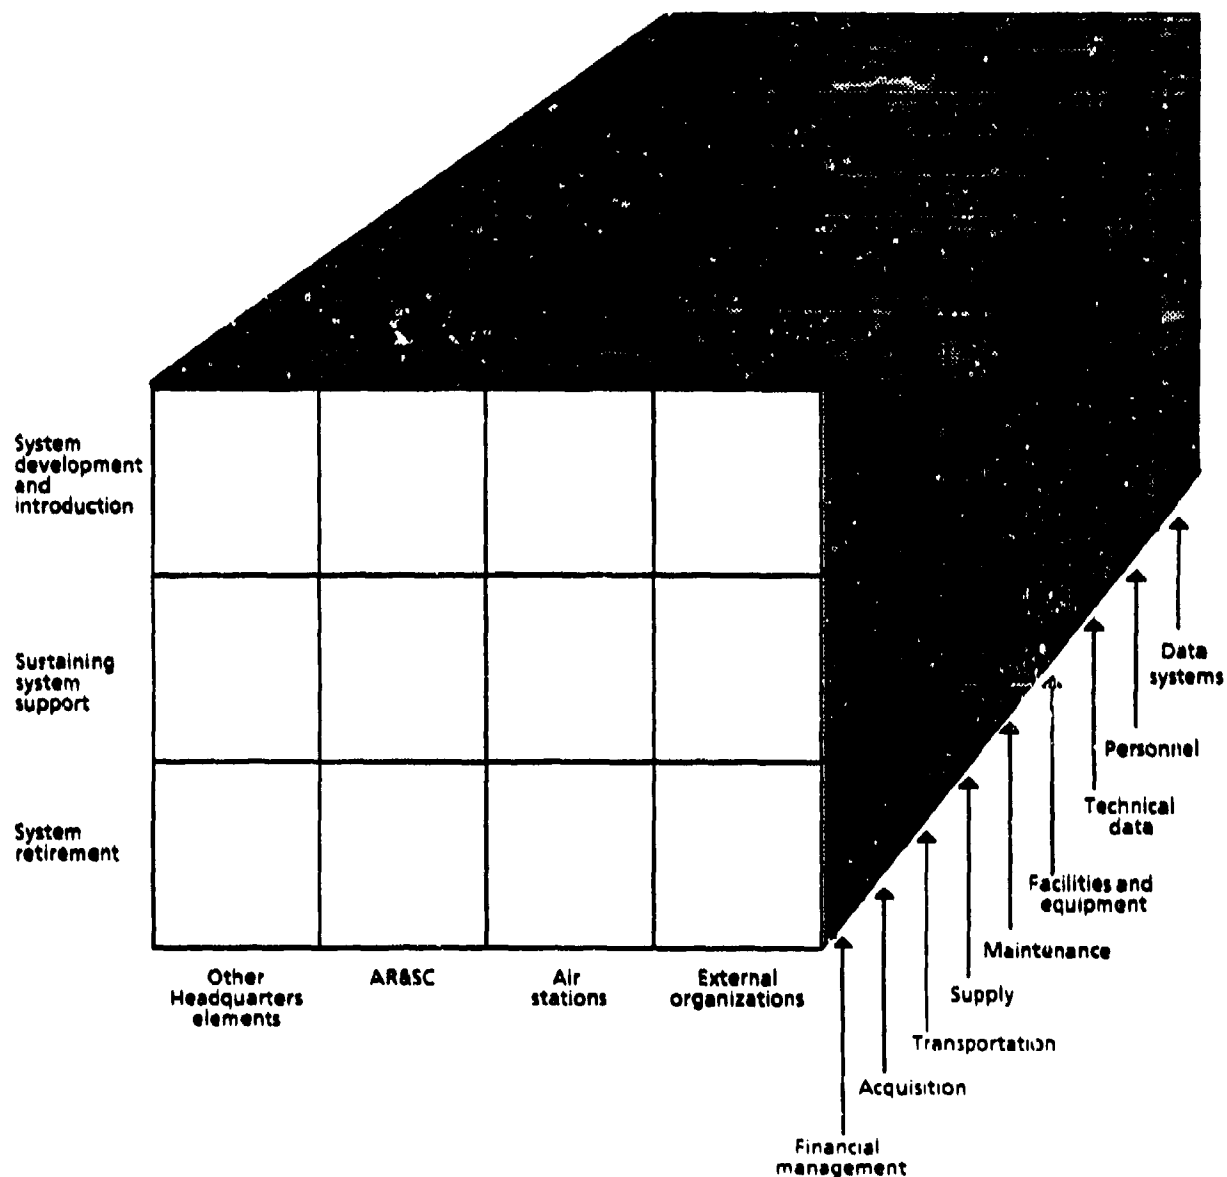 System
development
and
introduction
Sustaining
system
support
System
retirement
Other
Headquarters
elements
AR&SC
Air
stations
External
organizations
Data
systems
Personnel
Technical
data
Facilities and
equipment
Maintenance
Supply
Transportation
Acquisition
Financial
management